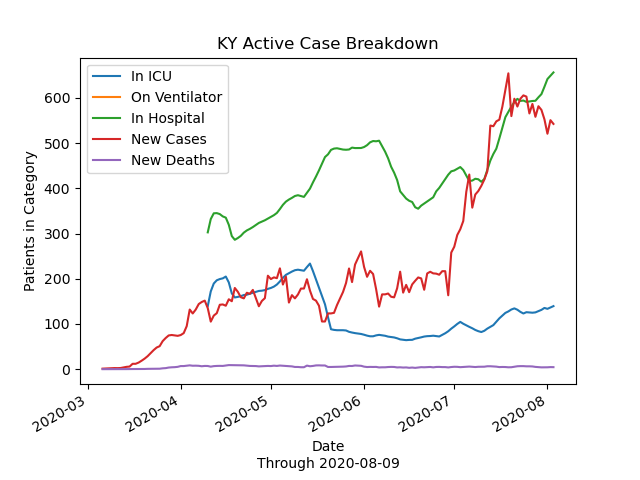 KY Active Case Breakdown
In ICU
On Ventilator
In Hospital
New Cases
New Deaths
Patients in Category
600
500
400
300
200
100
0
2020-03
2020-04
2020-05
2020-06
2020-07
2020-08
Date
Through 2020-08-09